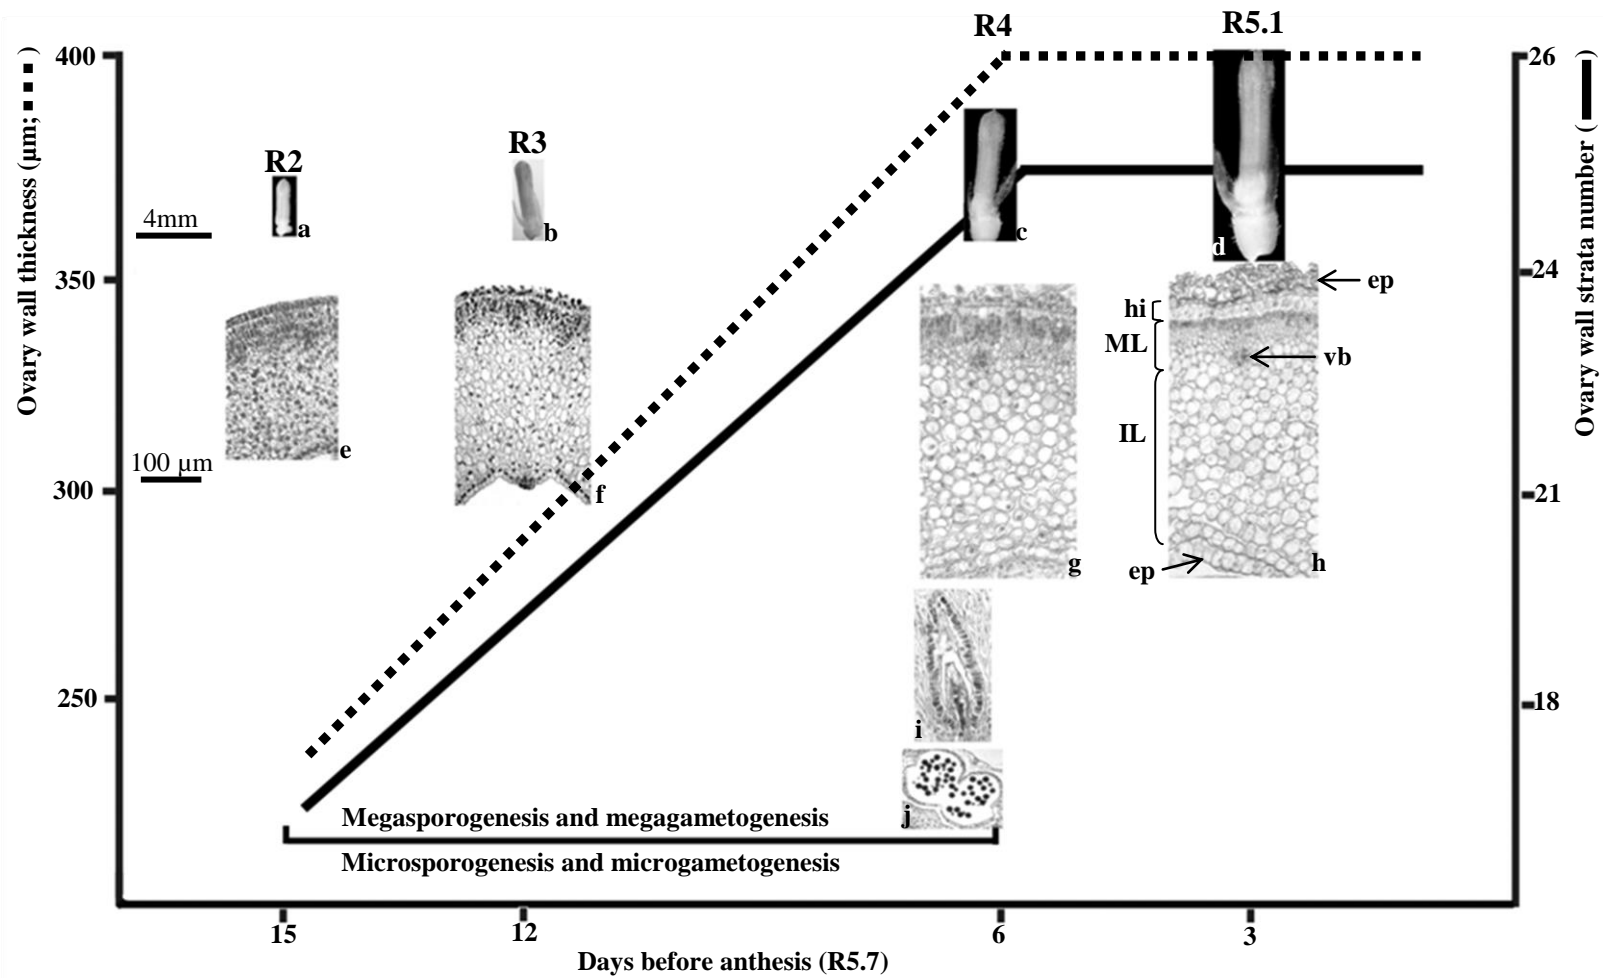 R4
R5.1
400
26
R3
R2
4mm
a
b
c
d
350
24
ep
hi
ML
vb
IL
e
100 µm
300
f
21
g
ep
h
250
18
i
j
Megasporogenesis and megagametogenesis
Microsporogenesis and microgametogenesis
15
12
6
3
Days before anthesis (R5.7)
Ovary wall thickness (µm; )
Ovary wall strata number ( )